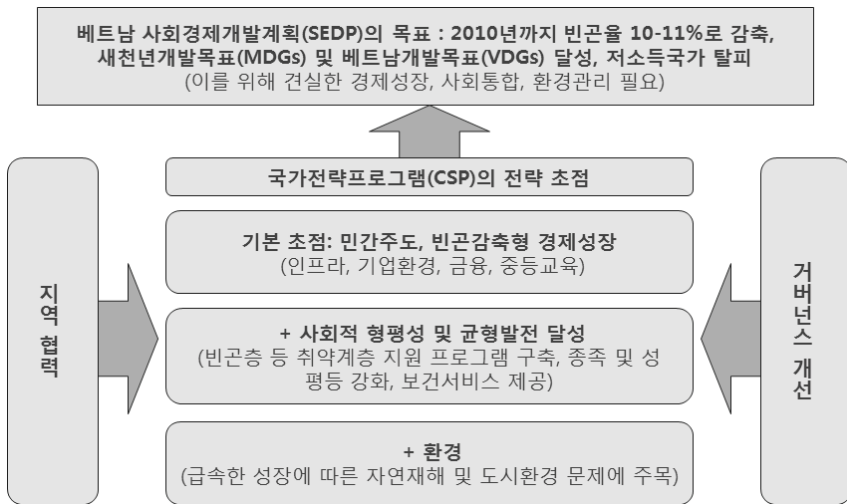 베트남 사회경제개발계획(SEDP)의 목표 : 2010년까지 빈곤율 10-11%로 감축,
새천년개발목표(MDGs) 및 베트남개발목표(VDGs) 달성, 저소득국가 탈피
(이를 위해 견실한 경제성장, 사회통합, 환경관리 필요)
국가전략프로그램(CSP)의 전략 초점
기본 초점: 민간주도, 빈곤감축형 경제성장
(인프라, 기업환경, 금융, 중등교육)
지역 협력
+ 사회적 형평성 및 균형발전 달성
(빈곤층 등 취약계층 지원 프로그램 구축, 종족 및 성
평등 강화, 보건서비스 제공)
거버넌스 개선
+ 환경
(급속한 성장에 따른 자연재해 및 도시환경 문제에 주목)